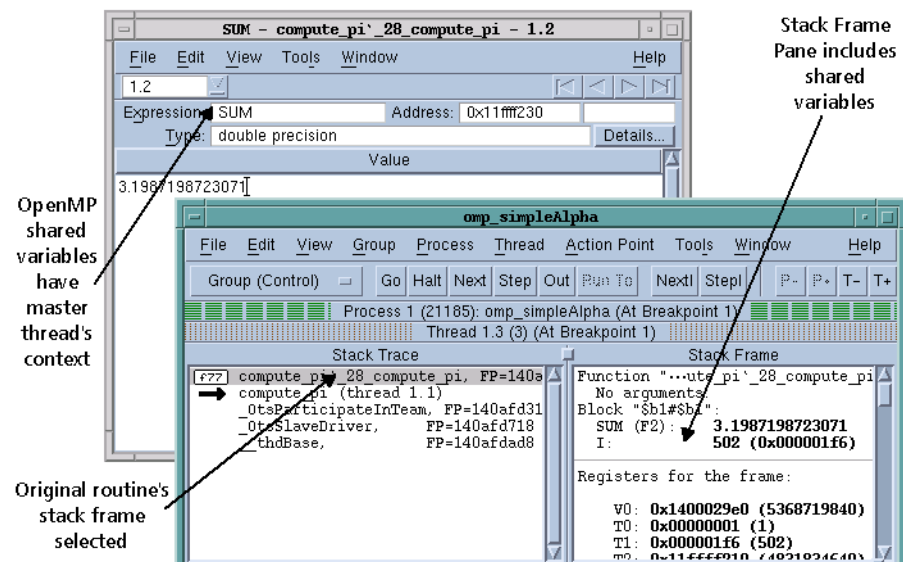 SUM - compute_pi`_28_compute_pi - 1.2
File Edit View Tools Window Help
1.2
Expression: SUM Address: 0x11ffff230
Type: double precision Details...
Value
3.1987198723071
Stack Frame
Pane includes
shared
variables
OpenMP
shared
variables
have
master
thread's
context
omp_simpleAlpha
File Edit View Group Process Thread Action Point Tools Window Help
Group (Control) Go Halt Next Step Out Run To NextI StepI P- P+ T- T+
Process 1 (21185): omp_simpleAlpha (At Breakpoint 1)
Thread 1.3 (3) (At Breakpoint 1)
Stack Trace
f77 compute_pi`_28_compute_pi, FP=140a
compute_pi (thread 1.1)
_OtsParticipateInTeam, FP=140afd31
_OtsSlaveDriver, FP=140afd718
__thdBase, FP=140afdad8
Stack Frame
Function "···ute_pi`_28_compute_pi
No arguments.
Block "$b1#$b1":
SUM (F2): 3.1987198723071
I: 502 (0x000001f6)
Registers for the frame:
V0: 0x1400029e0 (5368719840)
T0: 0x00000001 (1)
T1: 0x000001f6 (502)
T2: 0x11ffff210 (4831834640)
Original routine's
stack frame
selected